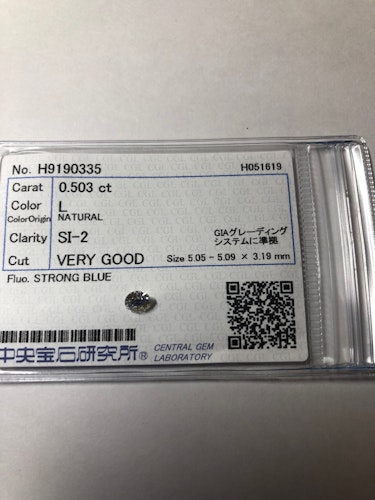 No. H9190335 H051619
Carat 0.503 ct
Color L
ColorOrigin NATURAL
Clarity SI-2 GIAグレーディング
システムに準拠
Cut VERY GOOD Size 5.05 - 5.09 × 3.19 mm
Fluo. STRONG BLUE
中央宝石研究所® CENTRAL GEM
LABORATORY